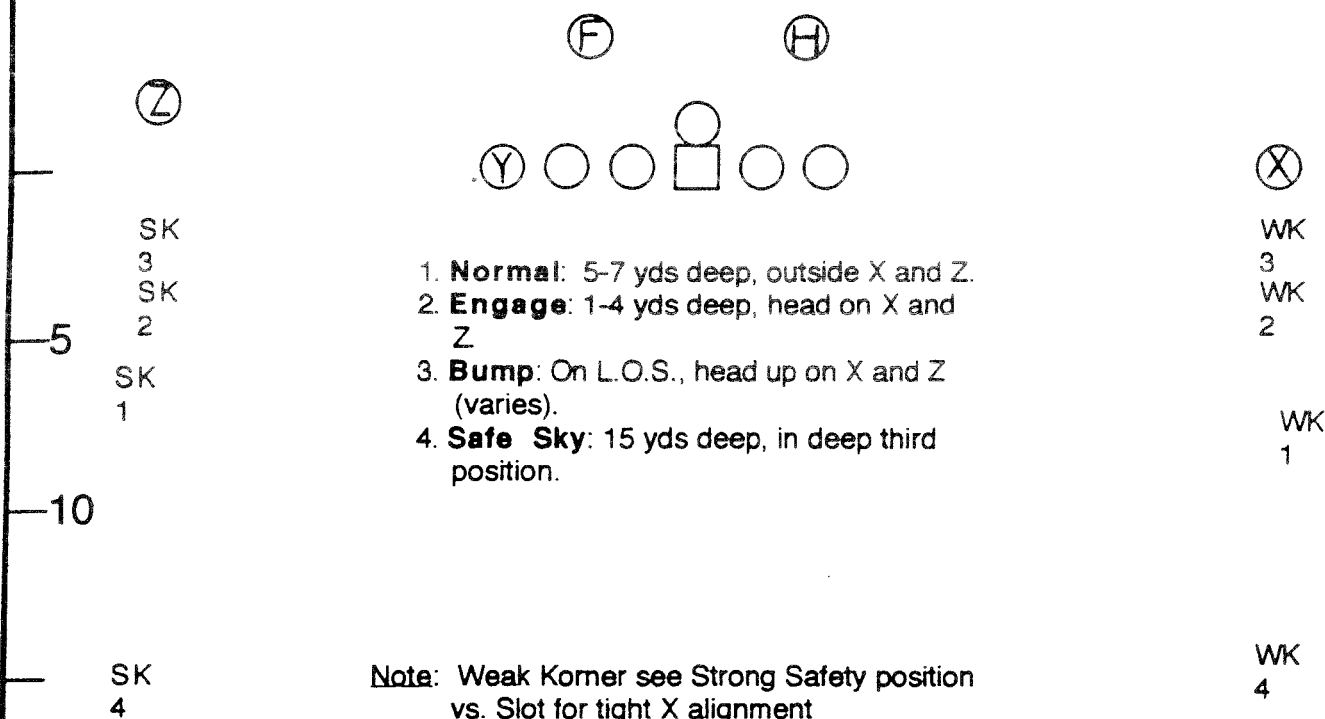 F H
Z
Y X
SK WK
3 3
SK WK
2 2
5
SK
1
WK
1
1. Normal: 5-7 yds deep, outside X and Z.
2. Engage: 1-4 yds deep, head on X and
Z.
3. Bump: On L.O.S., head up on X and Z
(varies).
4. Safe Sky: 15 yds deep, in deep third
position.
10
SK WK
4 4
Note: Weak Korner see Strong Safety position
vs. Slot for tight X alignment